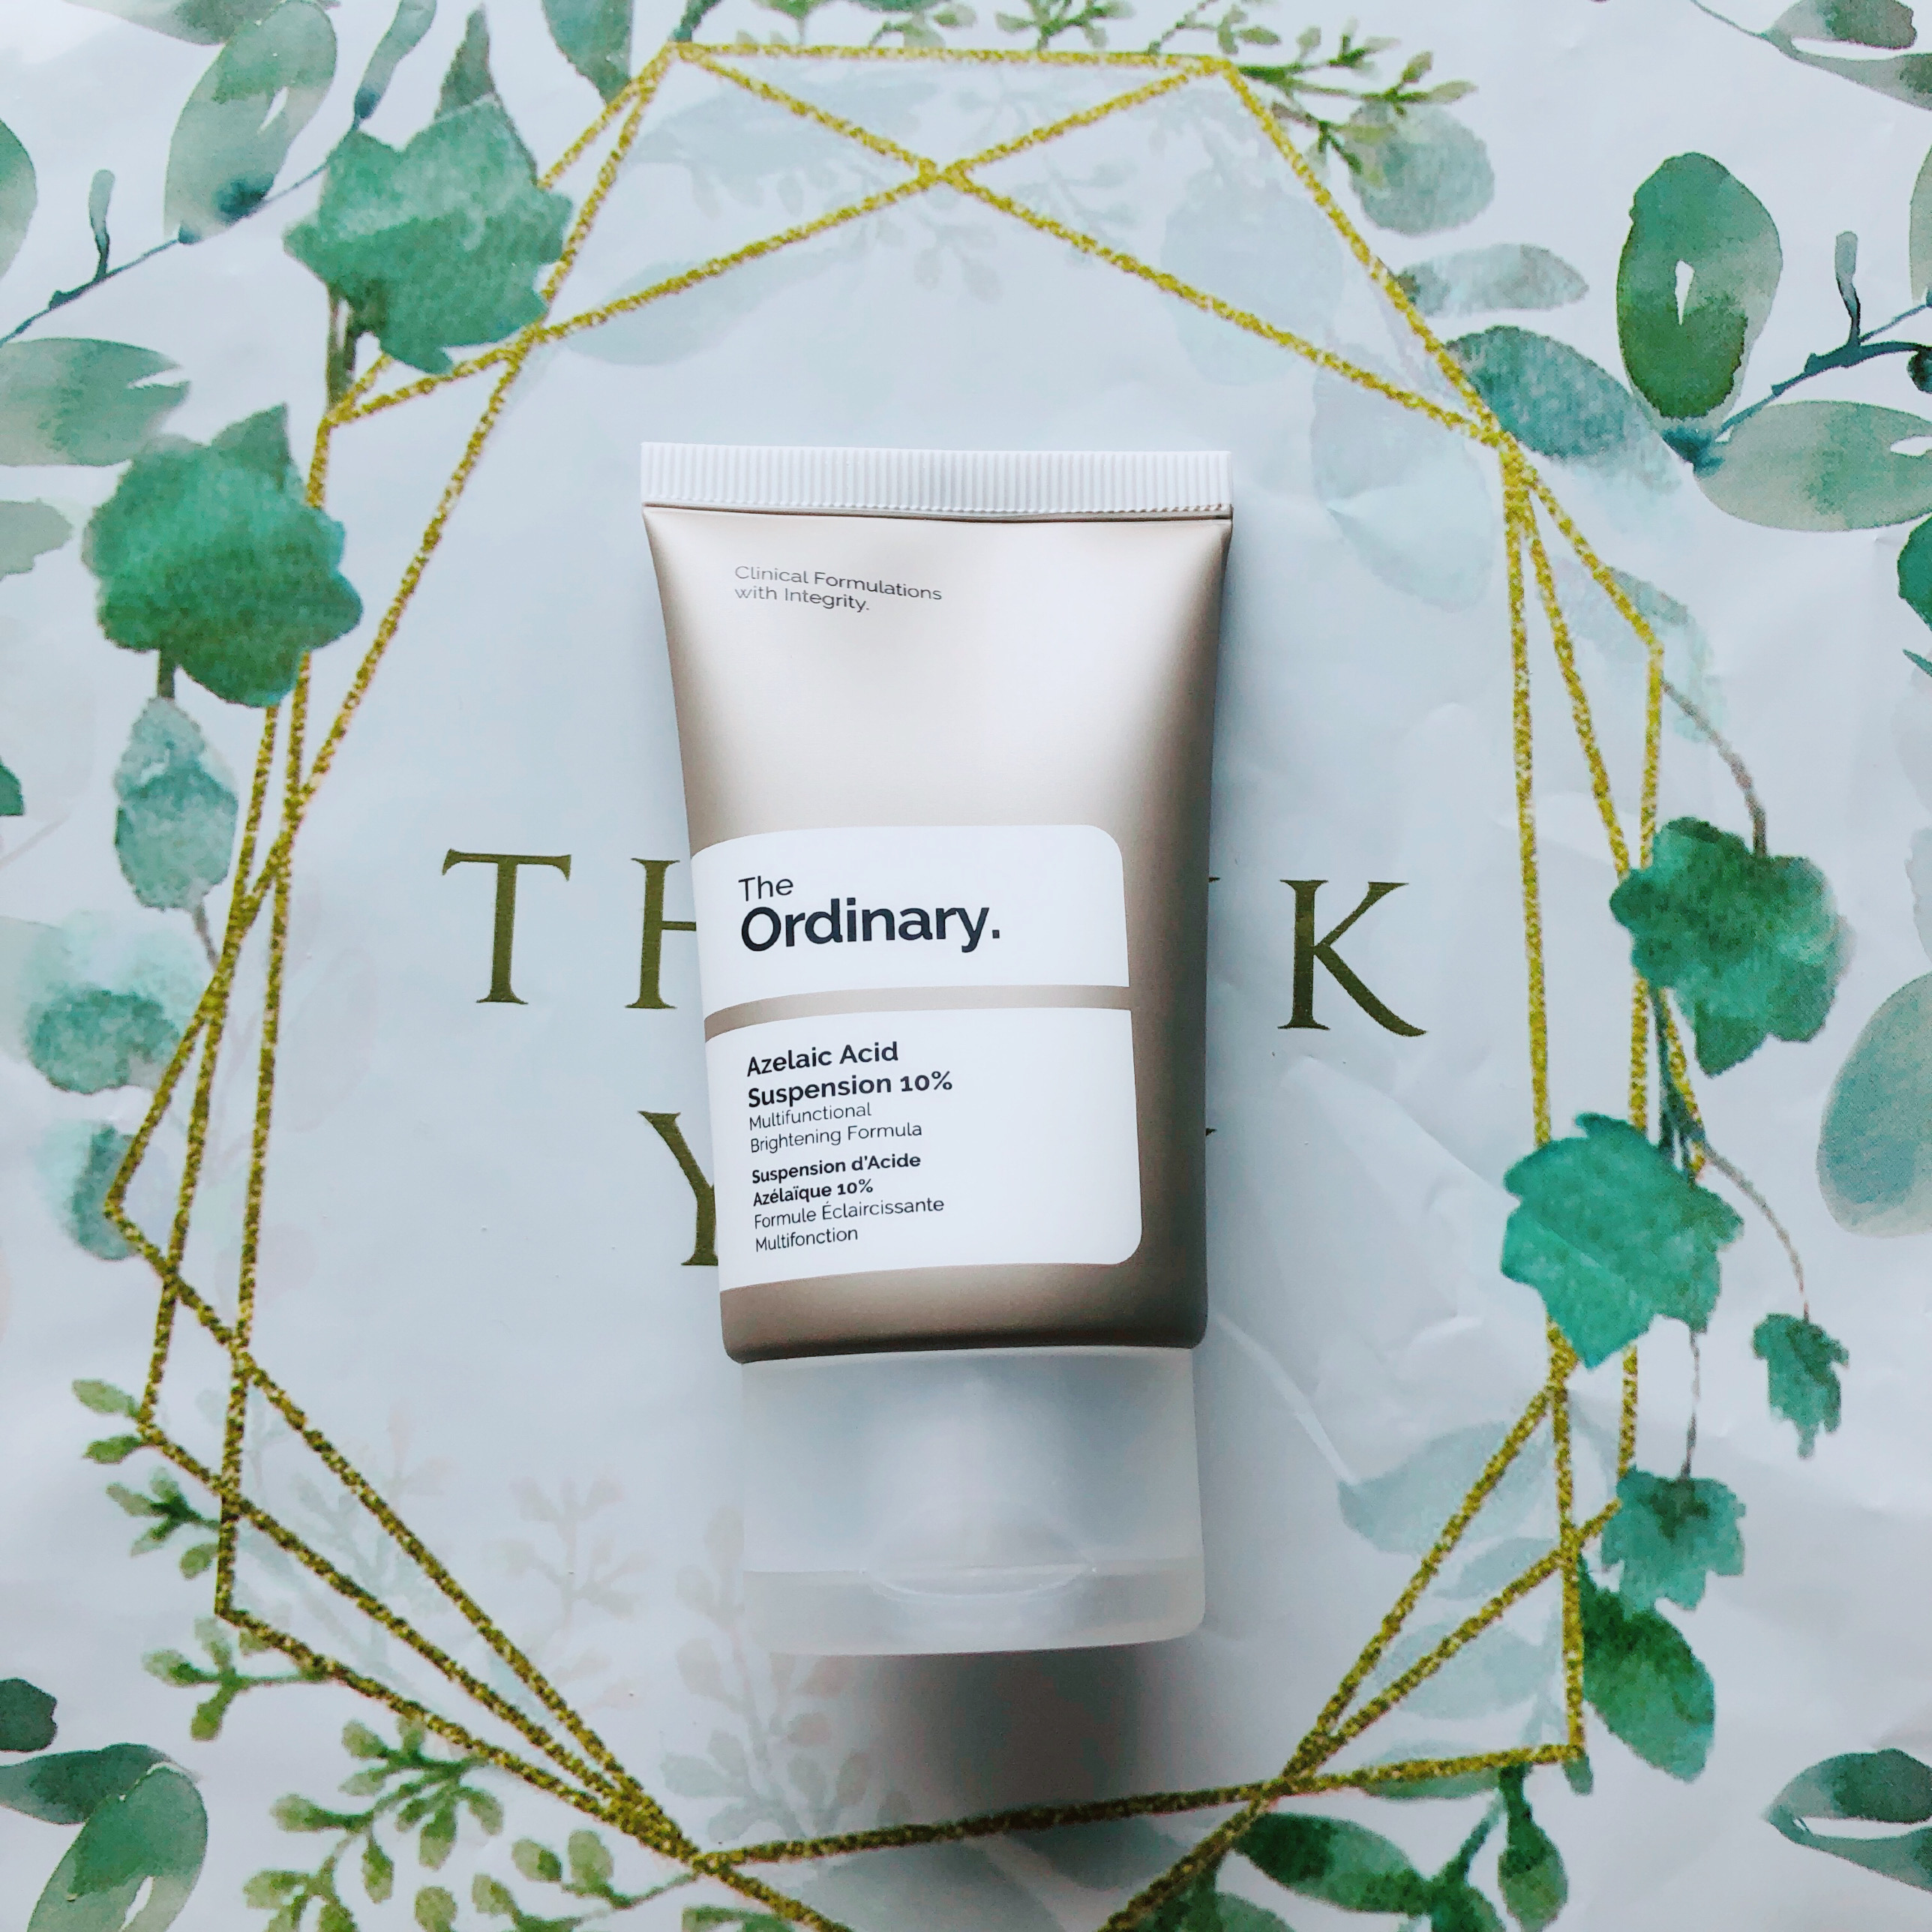 Clinical Formulations
with Integrity.
The
Ordinary.
Azelaic Acid
Suspension 10%
Multifunctional
Brightening Formula
Suspension d'Acide
Azélaïque 10%
Formule Éclaircissante
Multifonction